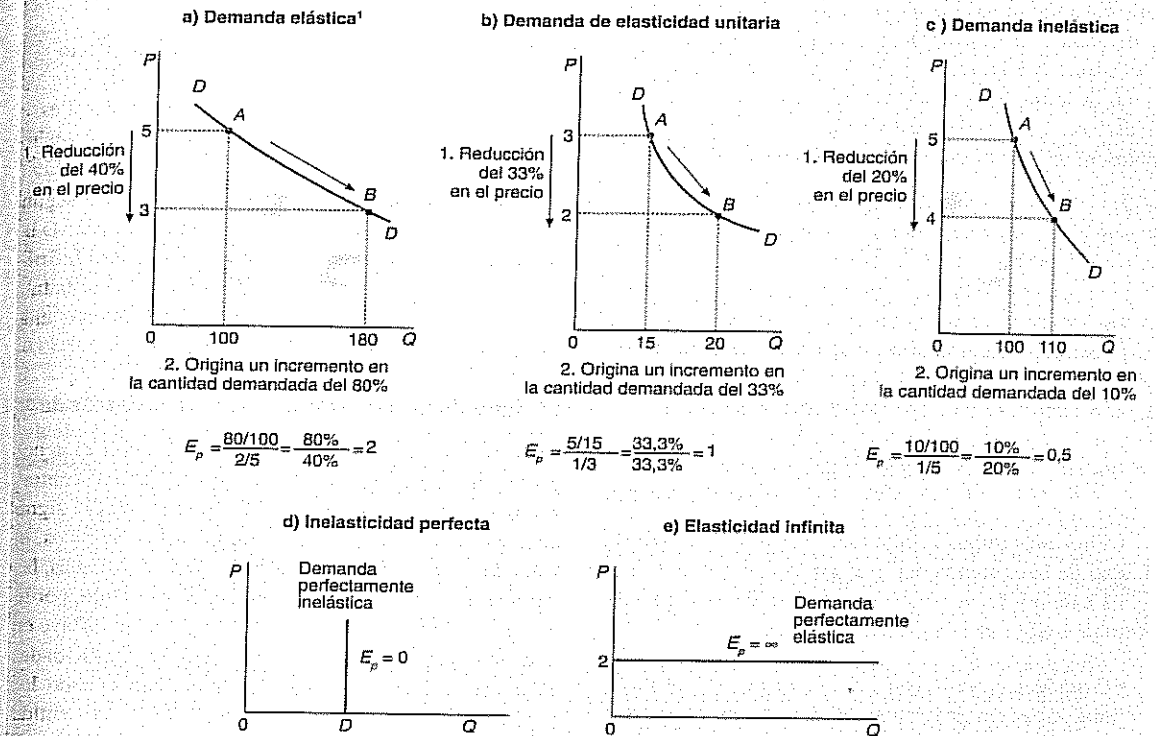 a) Demanda elástica¹
P
D
A
5
1. Reducción
del 40%
en el precio
B
3
D
0 100 180 Q
2. Origina un incremento en
la cantidad demandada del 80%
E_p = 80/100 / 2/5 = 80% / 40% = 2
b) Demanda de elasticidad unitaria
P
D
A
3
1. Reducción
del 33%
en el precio
B
2
D
0 15 20 Q
2. Origina un incremento en
la cantidad demandada del 33%
E_p = 5/15 / 1/3 = 33,3% / 33,3% = 1
c ) Demanda inelástica
P
D
A
5
1. Reducción
del 20%
en el precio
B
4
D
0 100 110 Q
2. Origina un incremento en
la cantidad demandada del 10%
E_p = 10/100 / 1/5 = 10% / 20% = 0,5
d) Inelasticidad perfecta
P
Demanda
perfectamente
inelástica
E_p = 0
0 D Q
e) Elasticidad infinita
P
Demanda
perfectamente
elástica
E_p = ∞
2
0 Q